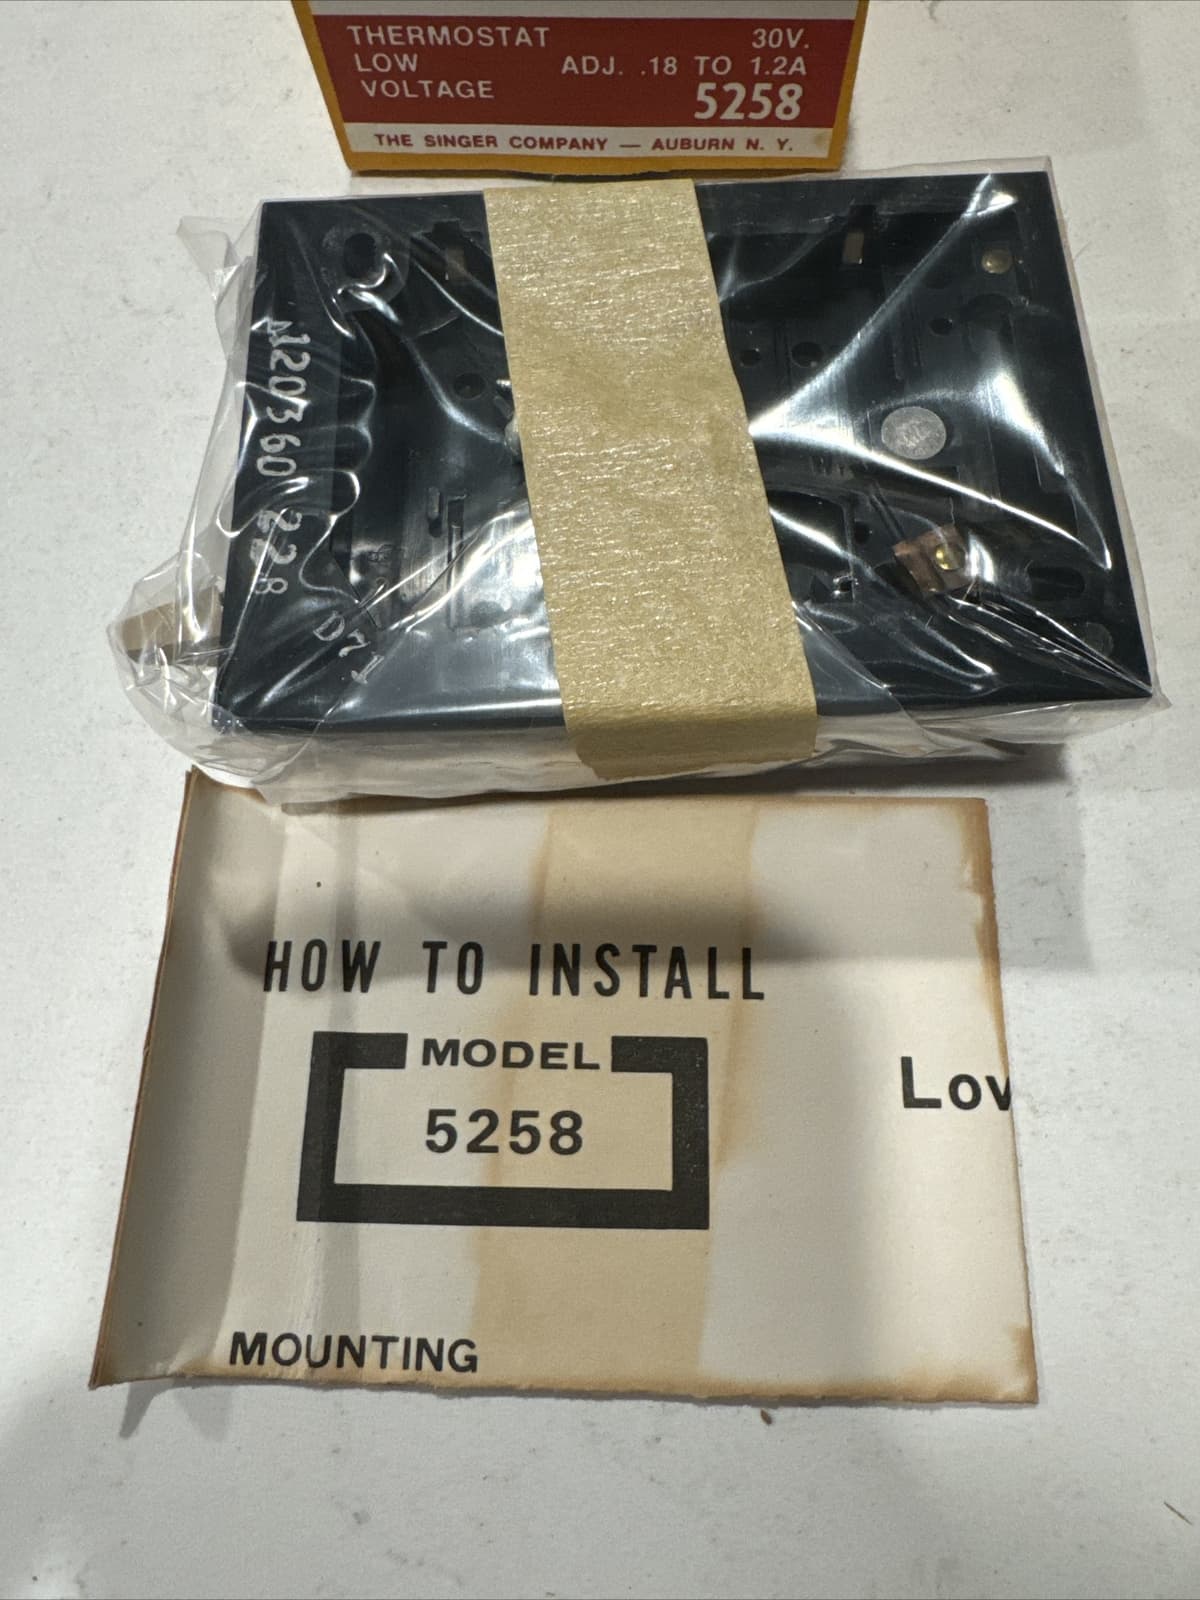 THERMOSTAT 30V.
LOW ADJ. .18 TO 1.2A
VOLTAGE 5258
THE SINGER COMPANY — AUBURN N. Y.
D71
HOW TO INSTALL
MODEL
5258
Lov
MOUNTING